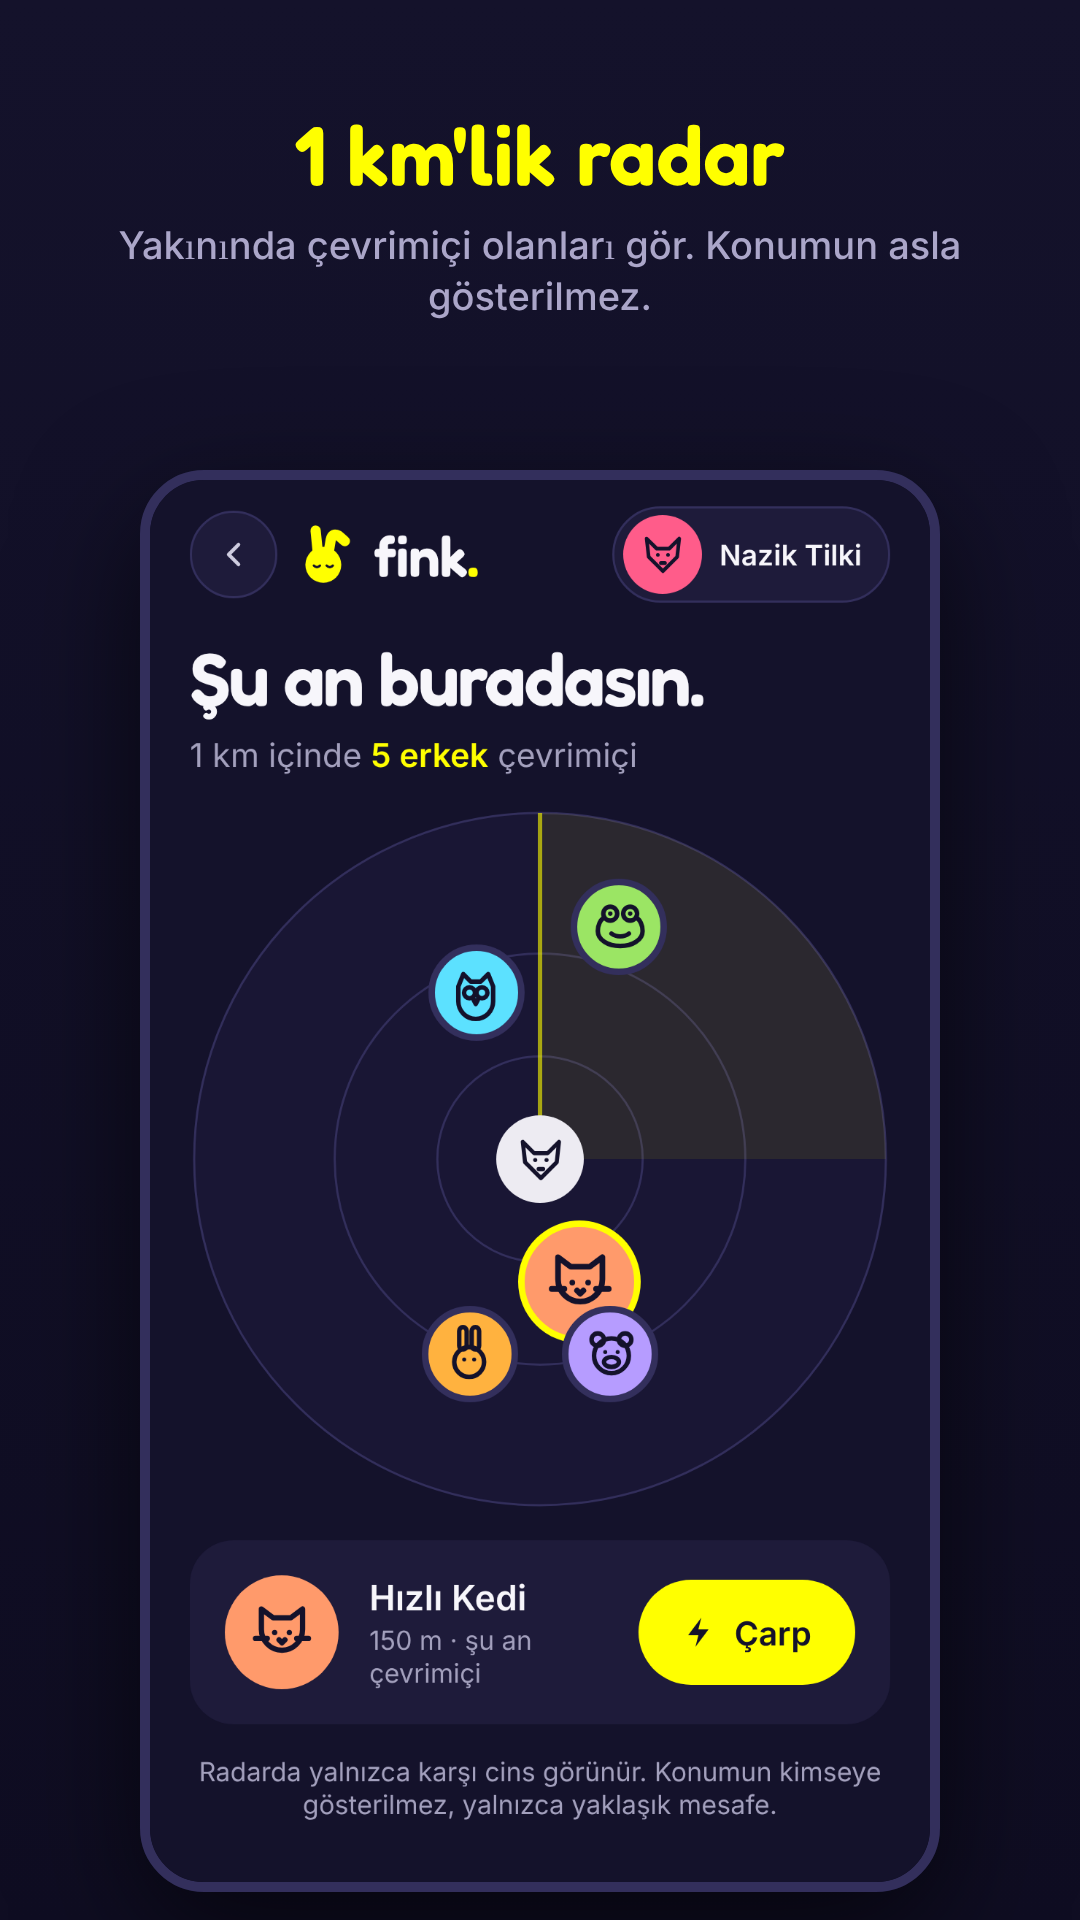 1 km'lik radar
Yakınında çevrimiçi olanları gör. Konumun asla
gösterilmez.
fink.
Nazik Tilki
Şu an buradasın.
1 km içinde 5 erkek çevrimiçi
Hızlı Kedi
150 m · şu an
çevrimiçi
Çarp
Radarda yalnızca karşı cins görünür. Konumun kimseye
gösterilmez, yalnızca yaklaşık mesafe.